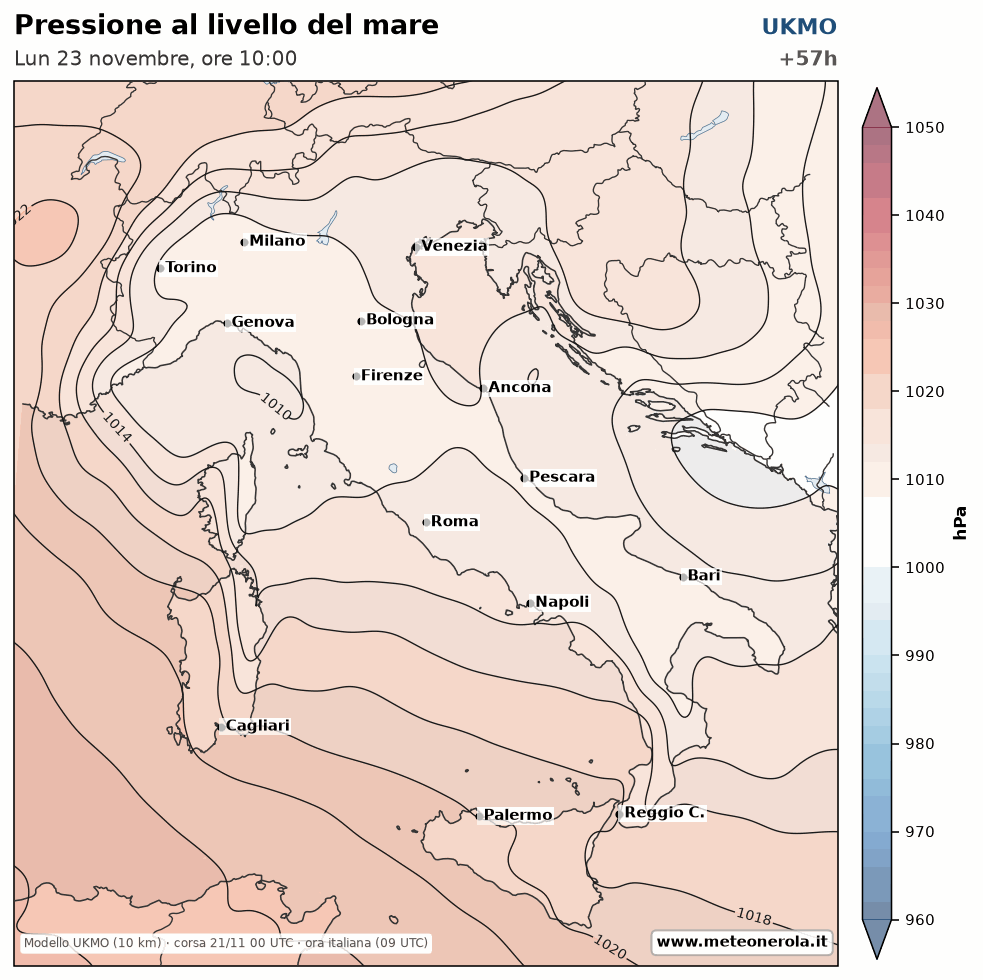 Pressione al livello del mare
UKMO
Lun 23 novembre, ore 10:00
+57h
22
Milano
Venezia
Torino
Genova
Bologna
Firenze
Ancona
1010
1014
Pescara
Roma
Bari
Napoli
Cagliari
Palermo
Reggio C.
1018
1020
Modello UKMO (10 km) · corsa 21/11 00 UTC · ora italiana (09 UTC)
www.meteonerola.it
1050
1040
1030
1020
1010
1000
990
980
970
960
hPa